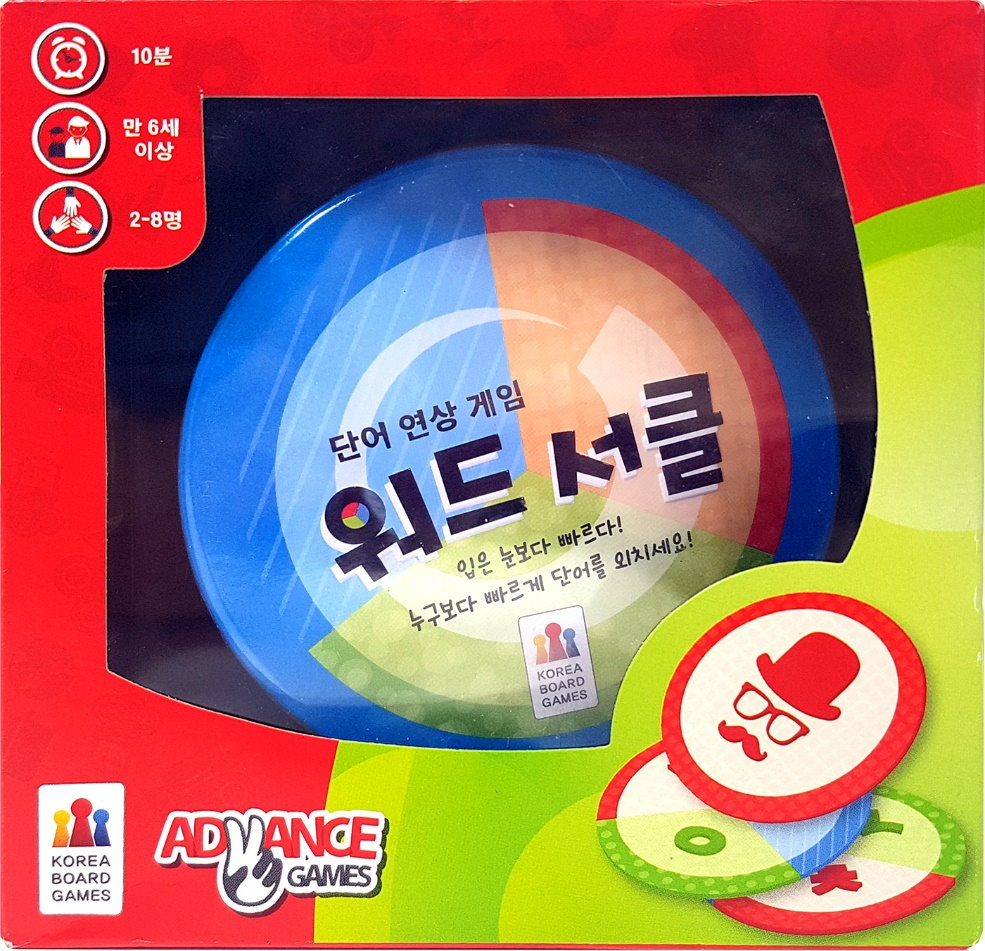 10분
만 6세
이상
2-8명
단어 연상 게임
워드 서클
입은 눈보다 빠르다!
누구보다 빠르게 단어를 외치세요!
KOREA
BOARD
GAMES
KOREA
BOARD
GAMES
ADVANCE
GAMES
ㅇ
ㅊ